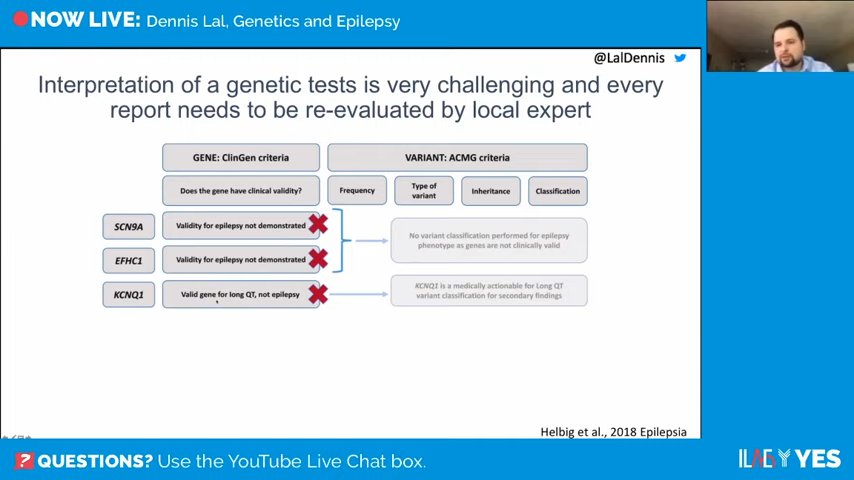 NOW LIVE: Dennis Lal, Genetics and Epilepsy
@LalDennis
Interpretation of a genetic tests is very challenging and every
report needs to be re-evaluated by local expert
GENE: ClinGen criteria
VARIANT: ACMG criteria
Does the gene have clinical validity?
Frequency
Type of
variant
Inheritance
Classification
SCN9A
Validity for epilepsy not demonstrated
No variant classification performed for epilepsy
phenotype as genes are not clinically valid
EFHC1
Validity for epilepsy not demonstrated
KCNQ1
Valid gene for long QT, not epilepsy
KCNQ1 is a medically actionable for Long QT
variant classification for secondary findings
Helbig et al., 2018 Epilepsia
? QUESTIONS? Use the YouTube Live Chat box.
ILAE YES